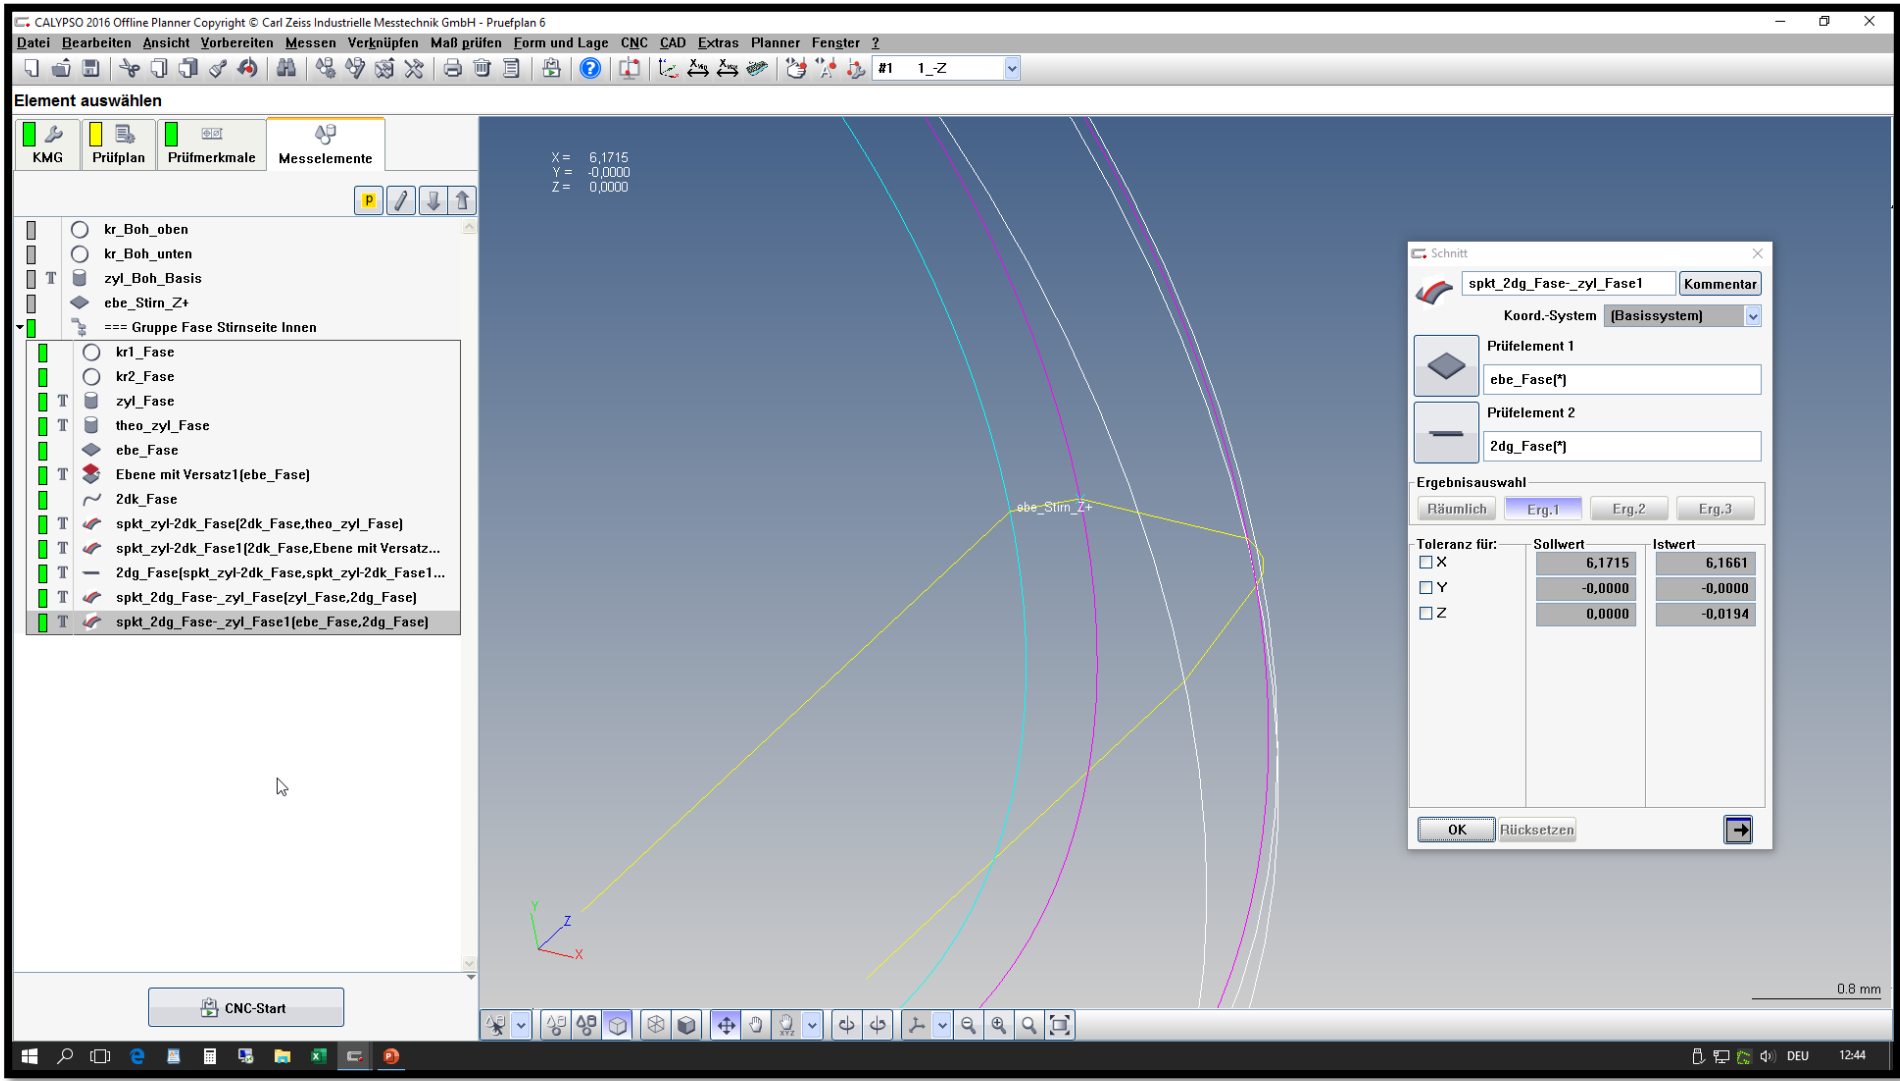 CALYPSO 2016 Offline Planner Copyright © Carl Zeiss Industrielle Messtechnik GmbH - Pruefplan 6
Datei Bearbeiten Ansicht Vorbereiten Messen Verknüpfen Maß prüfen Form und Lage CNC CAD Extras Planner Fenster ?
#1 1_-Z
Element auswählen
KMG Prüfplan Prüfmerkmale Messelemente
P
kr_Boh_oben
kr_Boh_unten
T zyl_Boh_Basis
ebe_Stirn_Z+
=== Gruppe Fase Stirnseite Innen
kr1_Fase
kr2_Fase
T zyl_Fase
T theo_zyl_Fase
ebe_Fase
T Ebene mit Versatz1(ebe_Fase)
2dk_Fase
T spkt_zyl-2dk_Fase(2dk_Fase,theo_zyl_Fase)
T spkt_zyl-2dk_Fase1(2dk_Fase,Ebene mit Versatz...
T 2dg_Fase(spkt_zyl-2dk_Fase,spkt_zyl-2dk_Fase1...
T spkt_2dg_Fase-_zyl_Fase(zyl_Fase,2dg_Fase)
T spkt_2dg_Fase-_zyl_Fase1(ebe_Fase,2dg_Fase)
CNC-Start
X = 6,1715
Y = -0,0000
Z = 0,0000
ebe_Stirn_Z+
Y
Z
X
0.8 mm
Schnitt
spkt_2dg_Fase-_zyl_Fase1 Kommentar
Koord.-System (Basissystem)
Prüfelement 1
ebe_Fase(*)
Prüfelement 2
2dg_Fase(*)
Ergebnisauswahl
Räumlich Erg.1 Erg.2 Erg.3
Toleranz für: Sollwert Istwert
X 6,1715 6,1661
Y -0,0000 -0,0000
Z 0,0000 -0,0194
OK Rücksetzen
DEU 12:44